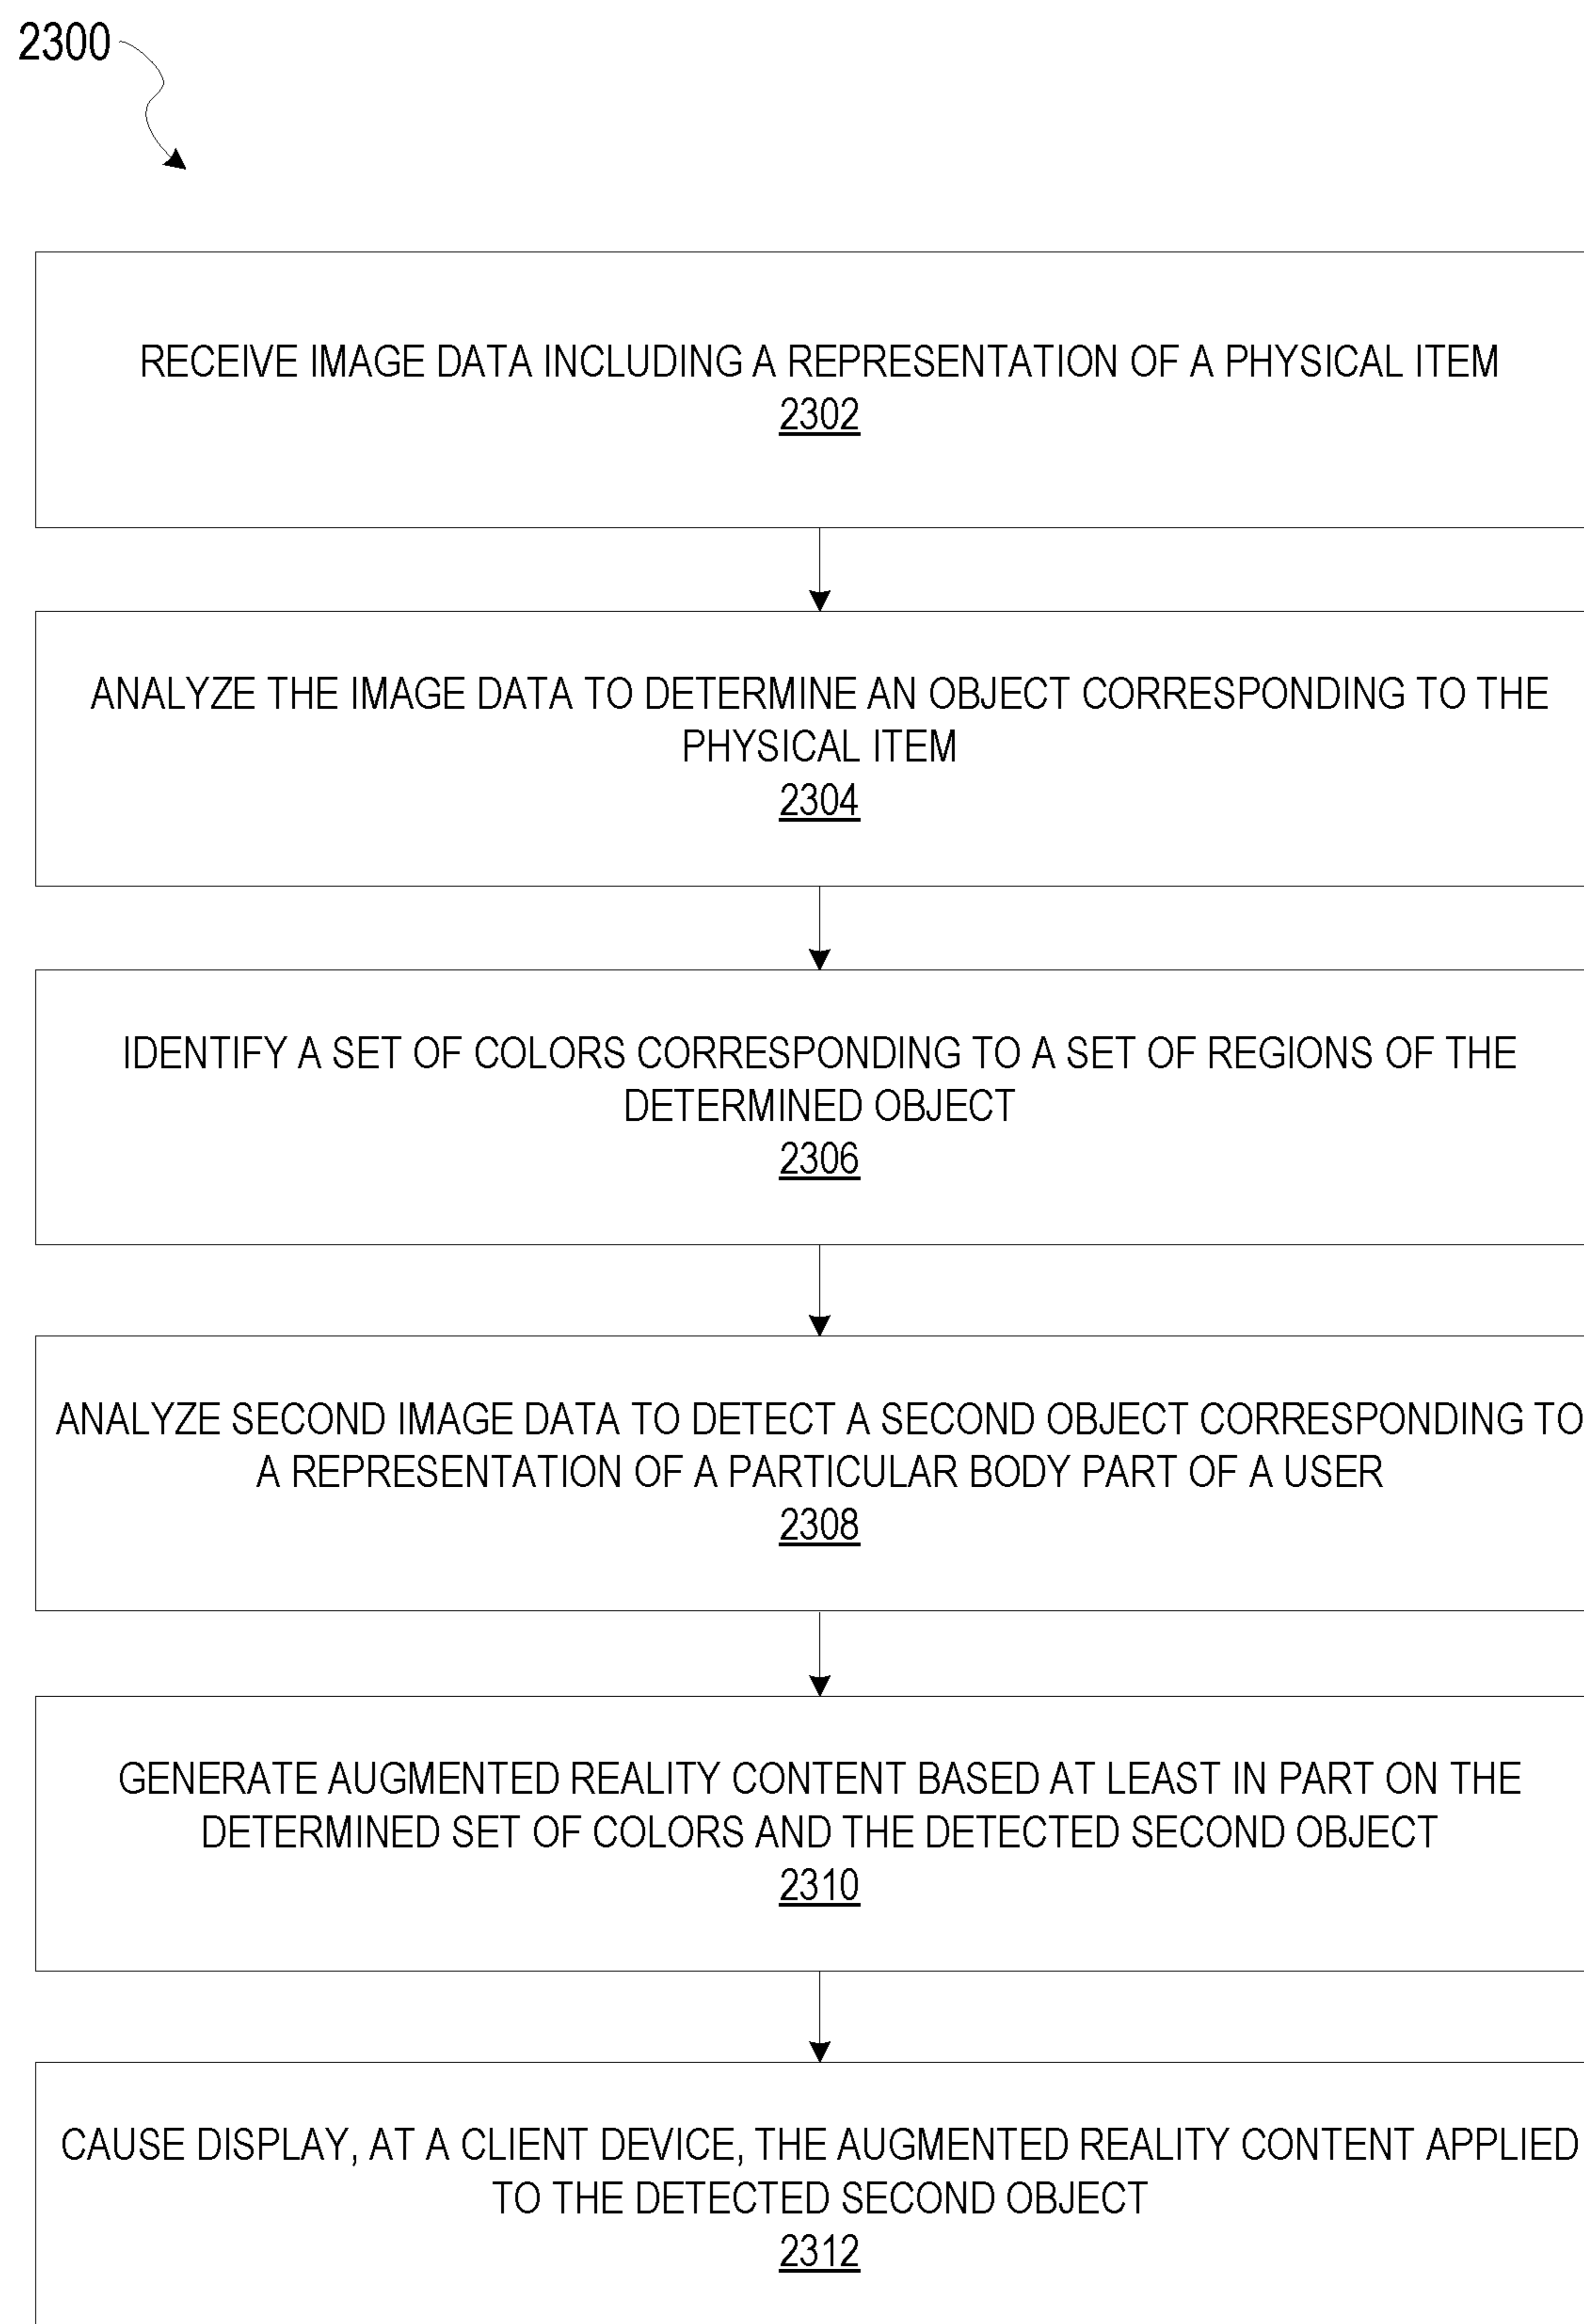 2300
RECEIVE IMAGE DATA INCLUDING A REPRESENTATION OF A PHYSICAL ITEM
2302
ANALYZE THE IMAGE DATA TO DETERMINE AN OBJECT CORRESPONDING TO THE
PHYSICAL ITEM
2304
IDENTIFY A SET OF COLORS CORRESPONDING TO A SET OF REGIONS OF THE
DETERMINED OBJECT
2306
ANALYZE SECOND IMAGE DATA TO DETECT A SECOND OBJECT CORRESPONDING TO
A REPRESENTATION OF A PARTICULAR BODY PART OF A USER
2308
GENERATE AUGMENTED REALITY CONTENT BASED AT LEAST IN PART ON THE
DETERMINED SET OF COLORS AND THE DETECTED SECOND OBJECT
2310
CAUSE DISPLAY, AT A CLIENT DEVICE, THE AUGMENTED REALITY CONTENT APPLIED
TO THE DETECTED SECOND OBJECT
2312